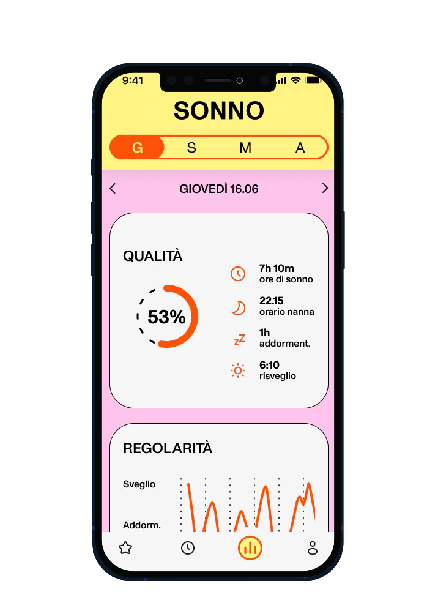 9:41
SONNO
G S M A
GIOVEDÌ 16.06
QUALITÀ
53%
7h 10m
ore di sonno
22.15
orario nanna
zZ
1h
addorment.
6:10
risveglio
REGOLARITÀ
Sveglio
Addorm.